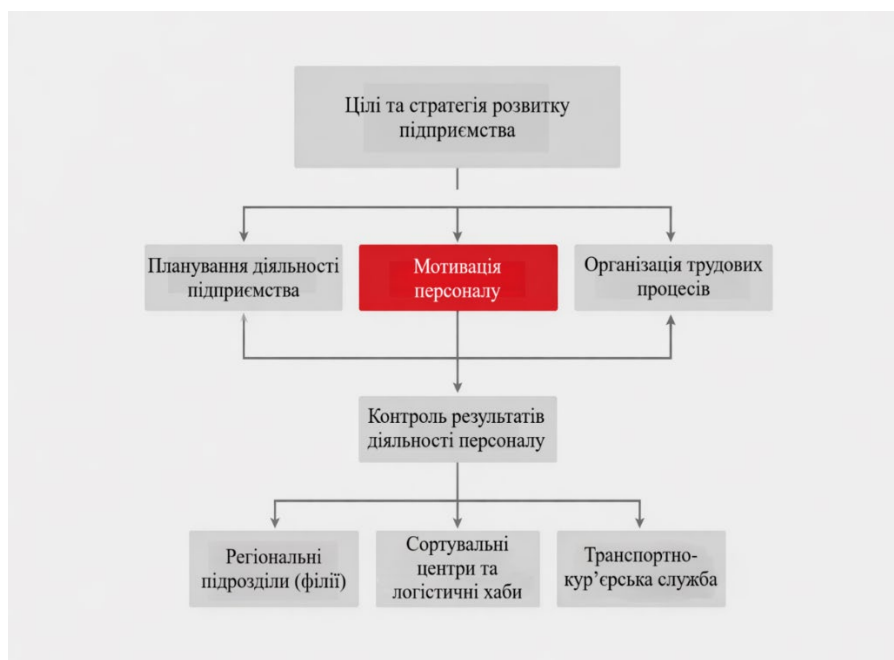 Цілі та стратегія розвитку
підприємства
Планування діяльності
підприємства
Мотивація
персоналу
Організація трудових
процесів
Контроль результатів
діяльності персоналу
Регіональні
підрозділи (філії)
Сортувальні
центри та
логістичні хаби
Транспортно-
кур’єрська служба